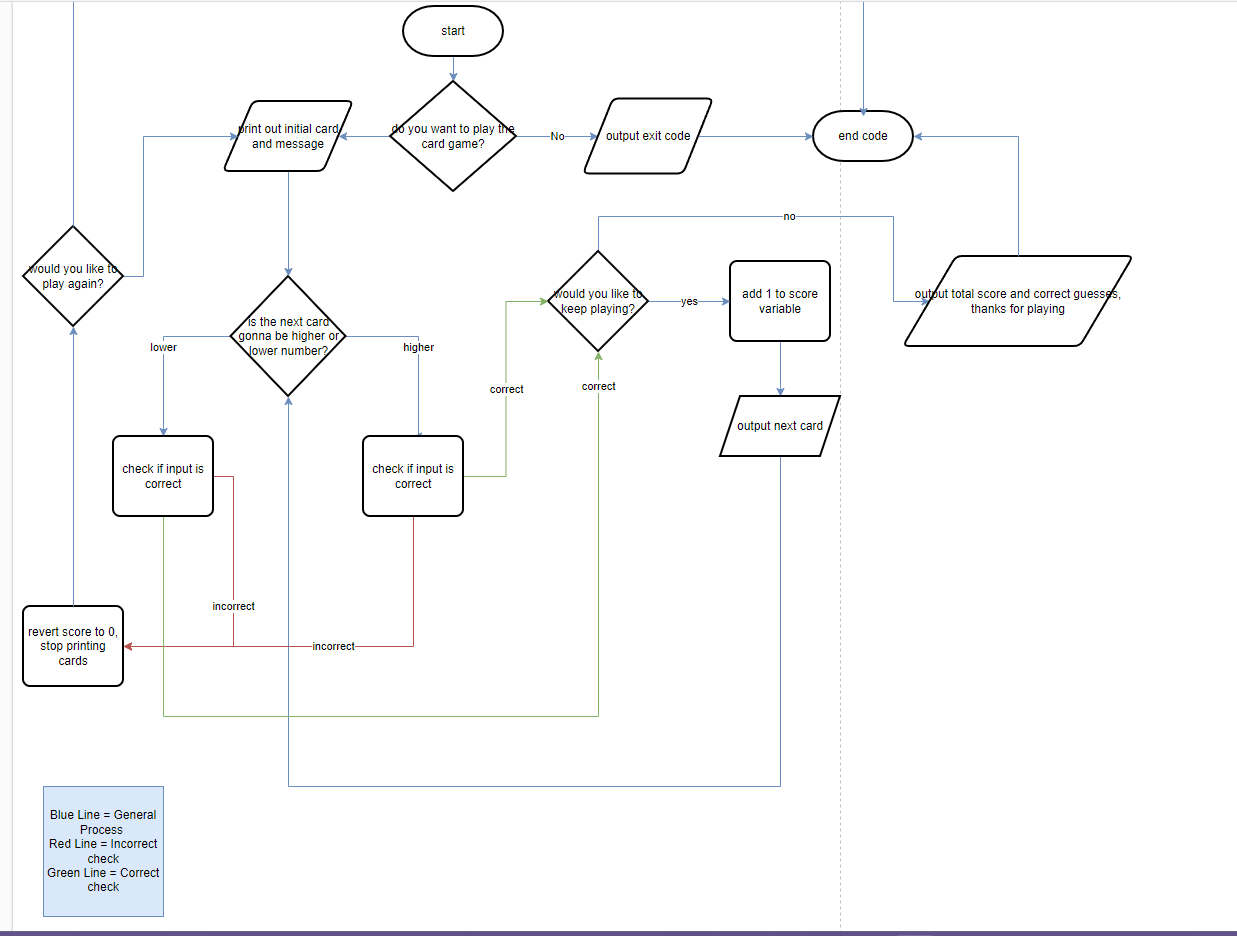 start
print out initial card
and message
do you want to play the
card game?
No
output exit code
end code
no
would you like to
play again?
would you like to
keep playing?
yes
add 1 to score
variable
output total score and correct guesses,
thanks for playing
is the next card
gonna be higher or
lower number?
lower
higher
correct
correct
output next card
check if input is
correct
check if input is
correct
incorrect
incorrect
revert score to 0,
stop printing
cards
Blue Line = General
Process
Red Line = Incorrect
check
Green Line = Correct
check